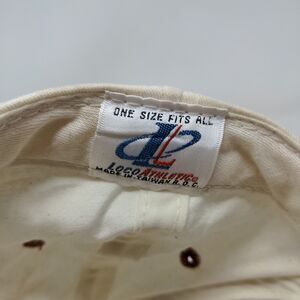 ONE SIZE FITS ALL
LOGO ATHLETIC
MADE IN TAIWAN R.O.C.